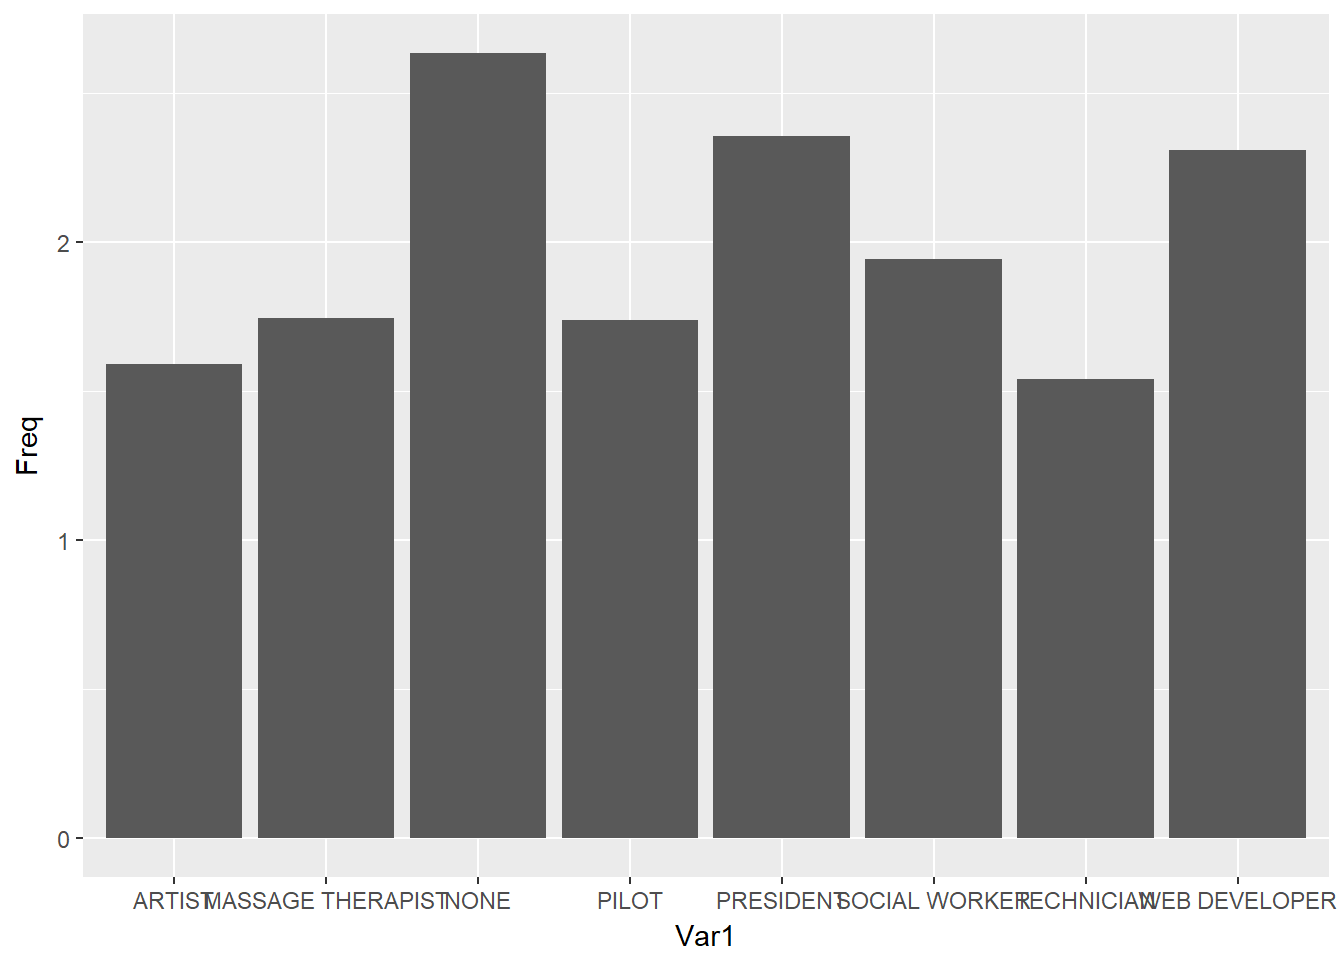 2
1
0
Freq
ARTIST MASSAGE THERAPIST NONE PILOT PRESIDENT SOCIAL WORKER TECHNICIAN WEB DEVELOPER
Var1